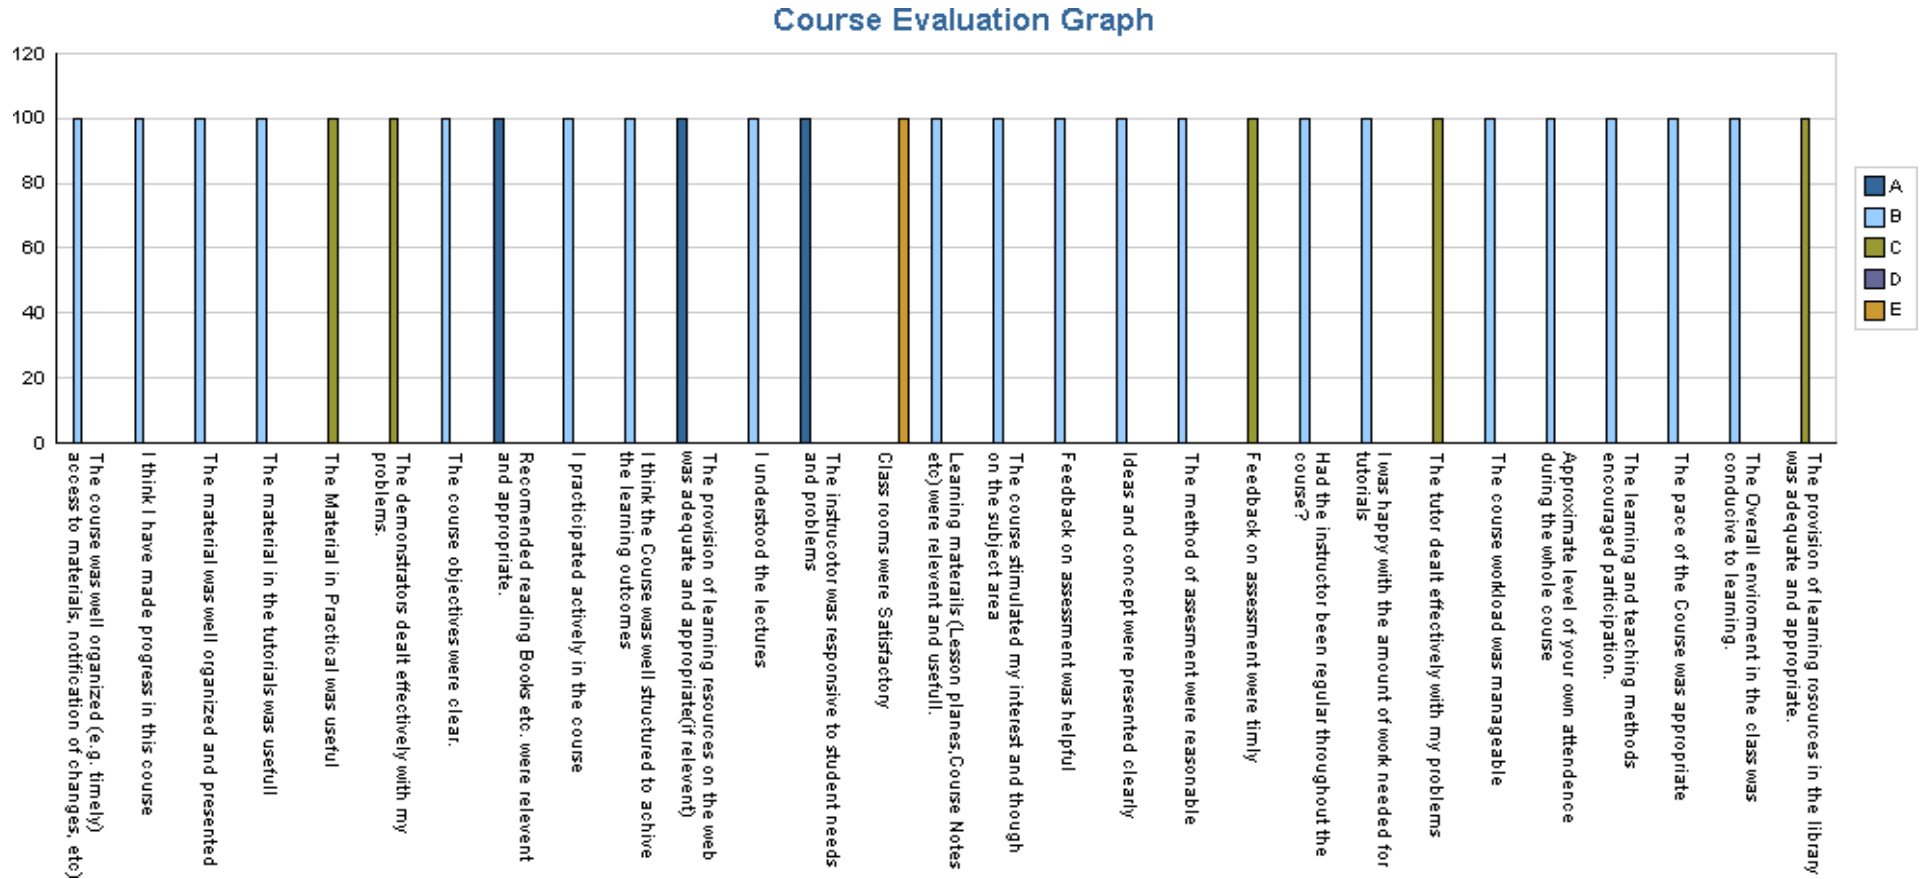 Course Evaluation Graph
120
100
80
60
40
20
0
A
B
C
D
E
The course was well organized (e.g. timely)
access to materials, notification of changes, etc)
I think I have made progress in this course
The material was well organized and presented
The material in the tutorials was usefull
The Material in Practical was useful
The demonstrators dealt effectively with my
problems.
The course objectives were clear.
Recomended reading Books etc. were relevent
and appropriate.
I practicipated actively in the course
I think the Course was well structured to achive
the learning outcomes
The provision of learning resources on the web
was adequate and appropriate(if relevent)
I understood the lectures
The instrucotor was responsive to student needs
and problems
Class rooms were Satisfactory
Learning materails (Lesson planes,Course Notes
etc) were relevent and usefull.
The course stimulated my interest and though
on the subject area
Feedback on assessment was helpful
Ideas and concept were presented clearly
The method of assesment were reasonable
Feedback on assessment were timly
Had the instructor been regular throughout the
course?
I was happy with the amount of work needed for
tutorials
The tutor dealt effectively with my problems
The course workload was manageable
Approximate level of your own attendence
during the whole course
The learning and teaching methods
encouraged participation.
The pace of the Course was appropriate
The Overall enviroment in the class was
conducive to learning.
The provision of learning rosources in the library
was adequate and appropriate.